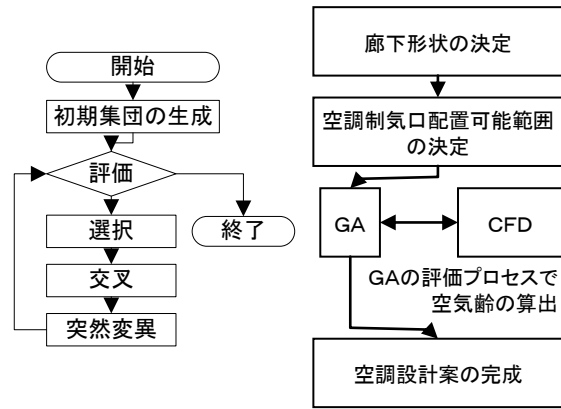 開始
初期集団の生成
評価
選択
終了
交叉
突然変異
廊下形状の決定
空調制気口配置可能範囲
の決定
GA
CFD
GAの評価プロセスで
空気齢の算出
空調設計案の完成